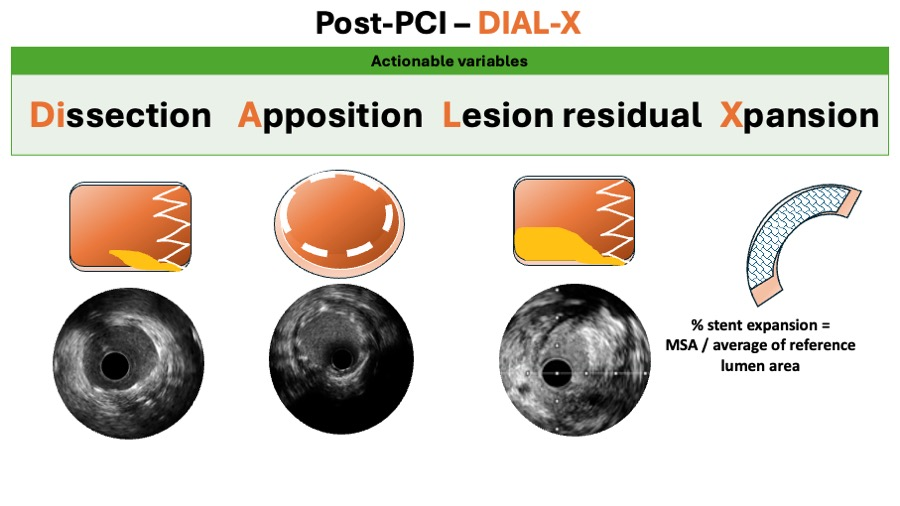 Post-PCI – DIAL-X
Actionable variables
Dissection Apposition Lesion residual Xpansion
% stent expansion =
MSA / average of reference
lumen area